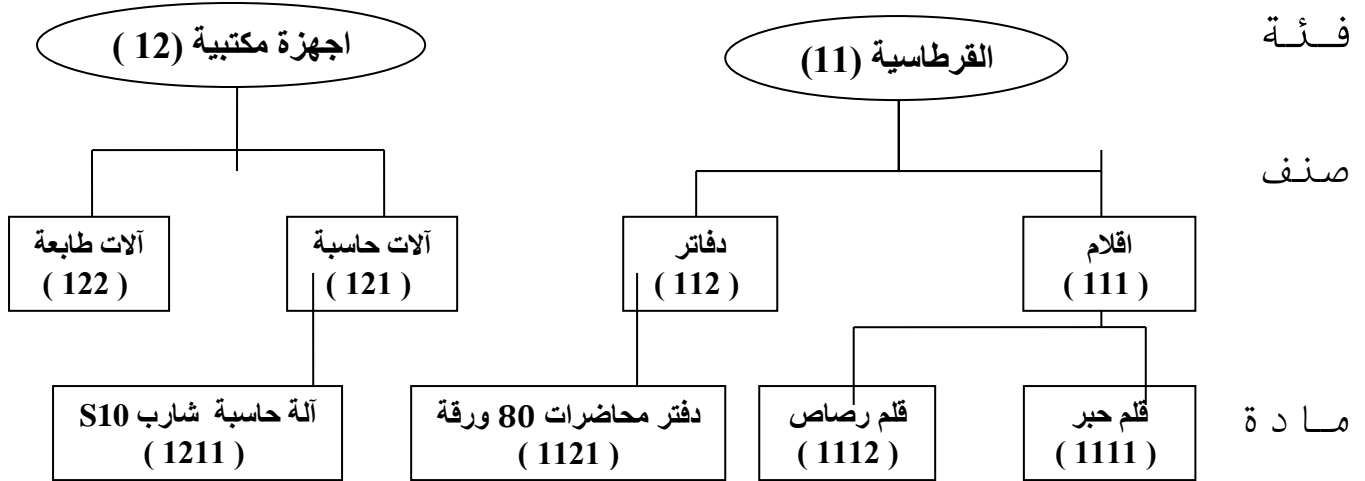 فئة
القرطاسية (11)
اجهزة مكتبية (12 )
صنف
اقلام
( 111 )
دفاتر
( 112 )
آلات حاسبة
( 121 )
آلات طابعة
( 122 )
مادة
قلم حبر
( 1111 )
قلم رصاص
( 1112 )
دفتر محاضرات 80 ورقة
( 1121 )
آلة حاسبة شارب S10
( 1211 )